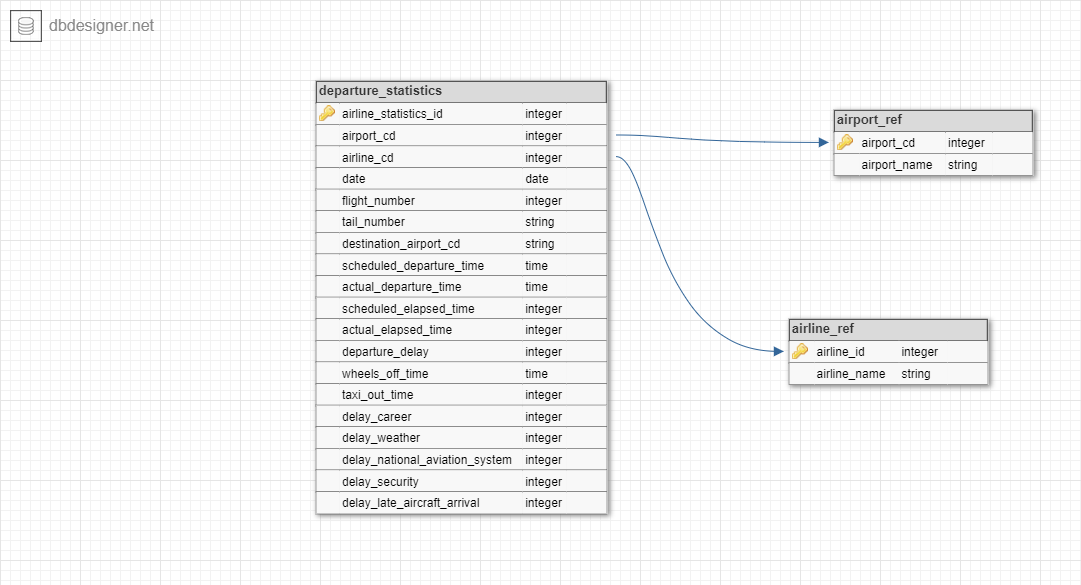 dbdesigner.net
departure_statistics
airline_statistics_id integer
airport_cd integer
airline_cd integer
date date
flight_number integer
tail_number string
destination_airport_cd string
scheduled_departure_time time
actual_departure_time time
scheduled_elapsed_time integer
actual_elapsed_time integer
departure_delay integer
wheels_off_time time
taxi_out_time integer
delay_career integer
delay_weather integer
delay_national_aviation_system integer
delay_security integer
delay_late_aircraft_arrival integer
airport_ref
airport_cd integer
airport_name string
airline_ref
airline_id integer
airline_name string